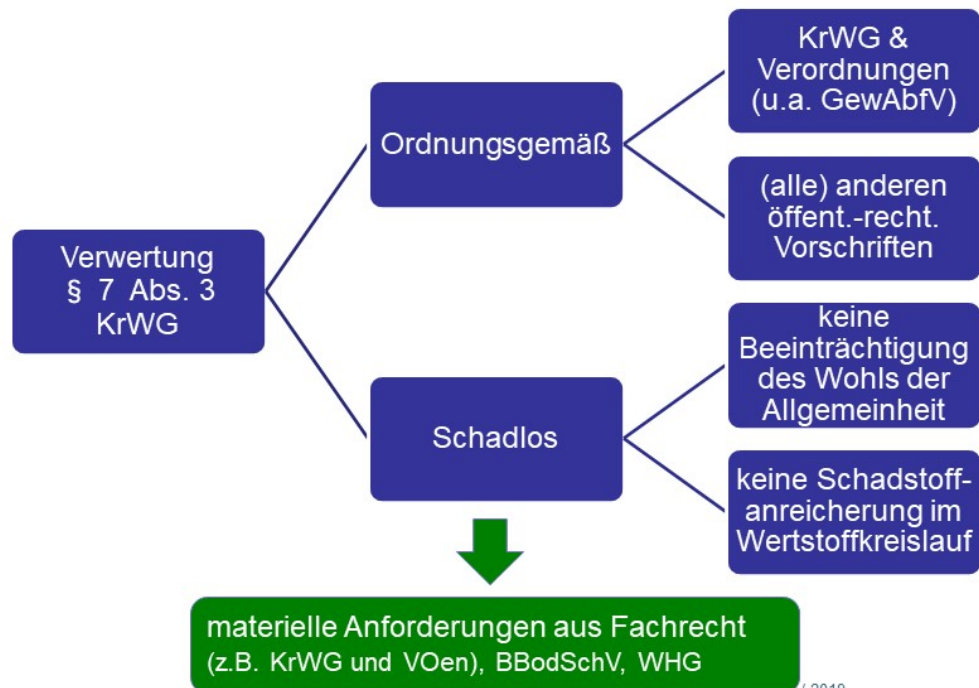 Verwertung
§ 7 Abs. 3
KrWG
Ordnungsgemäß
KrWG &
Verordnungen
(u.a. GewAbfV)
(alle) anderen
öffent.-recht.
Vorschriften
Schadlos
keine
Beeinträchtigung
des Wohls der
Allgemeinheit
keine Schadstoff-
anreicherung im
Wertstoffkreislauf
materielle Anforderungen aus Fachrecht
(z.B. KrWG und VOen), BBodSchV, WHG